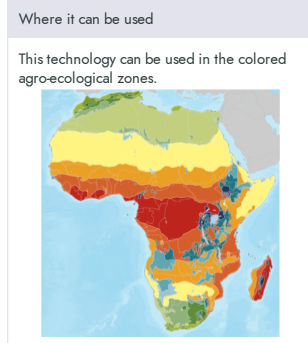 Where it can be used
This technology can be used in the colored
agro-ecological zones.